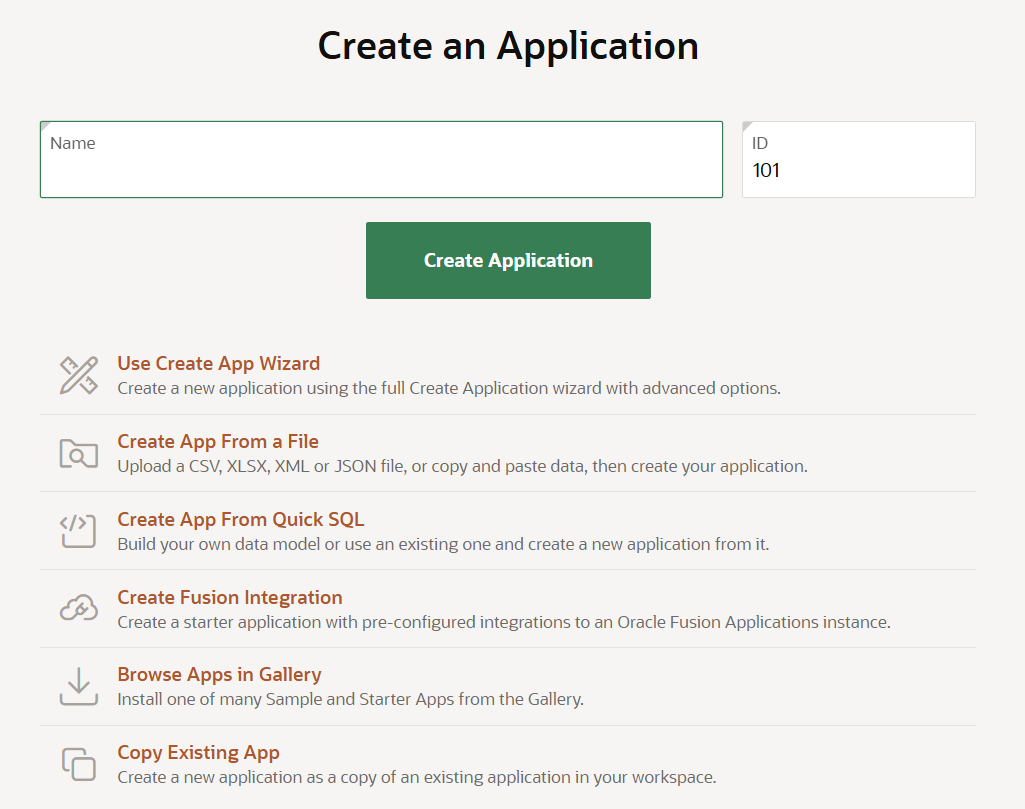 Create an Application
Name
ID
101
Create Application
Use Create App Wizard
Create a new application using the full Create Application wizard with advanced options.
Create App From a File
Upload a CSV, XLSX, XML or JSON file, or copy and paste data, then create your application.
Create App From Quick SQL
Build your own data model or use an existing one and create a new application from it.
Create Fusion Integration
Create a starter application with pre-configured integrations to an Oracle Fusion Applications instance.
Browse Apps in Gallery
Install one of many Sample and Starter Apps from the Gallery.
Copy Existing App
Create a new application as a copy of an existing application in your workspace.